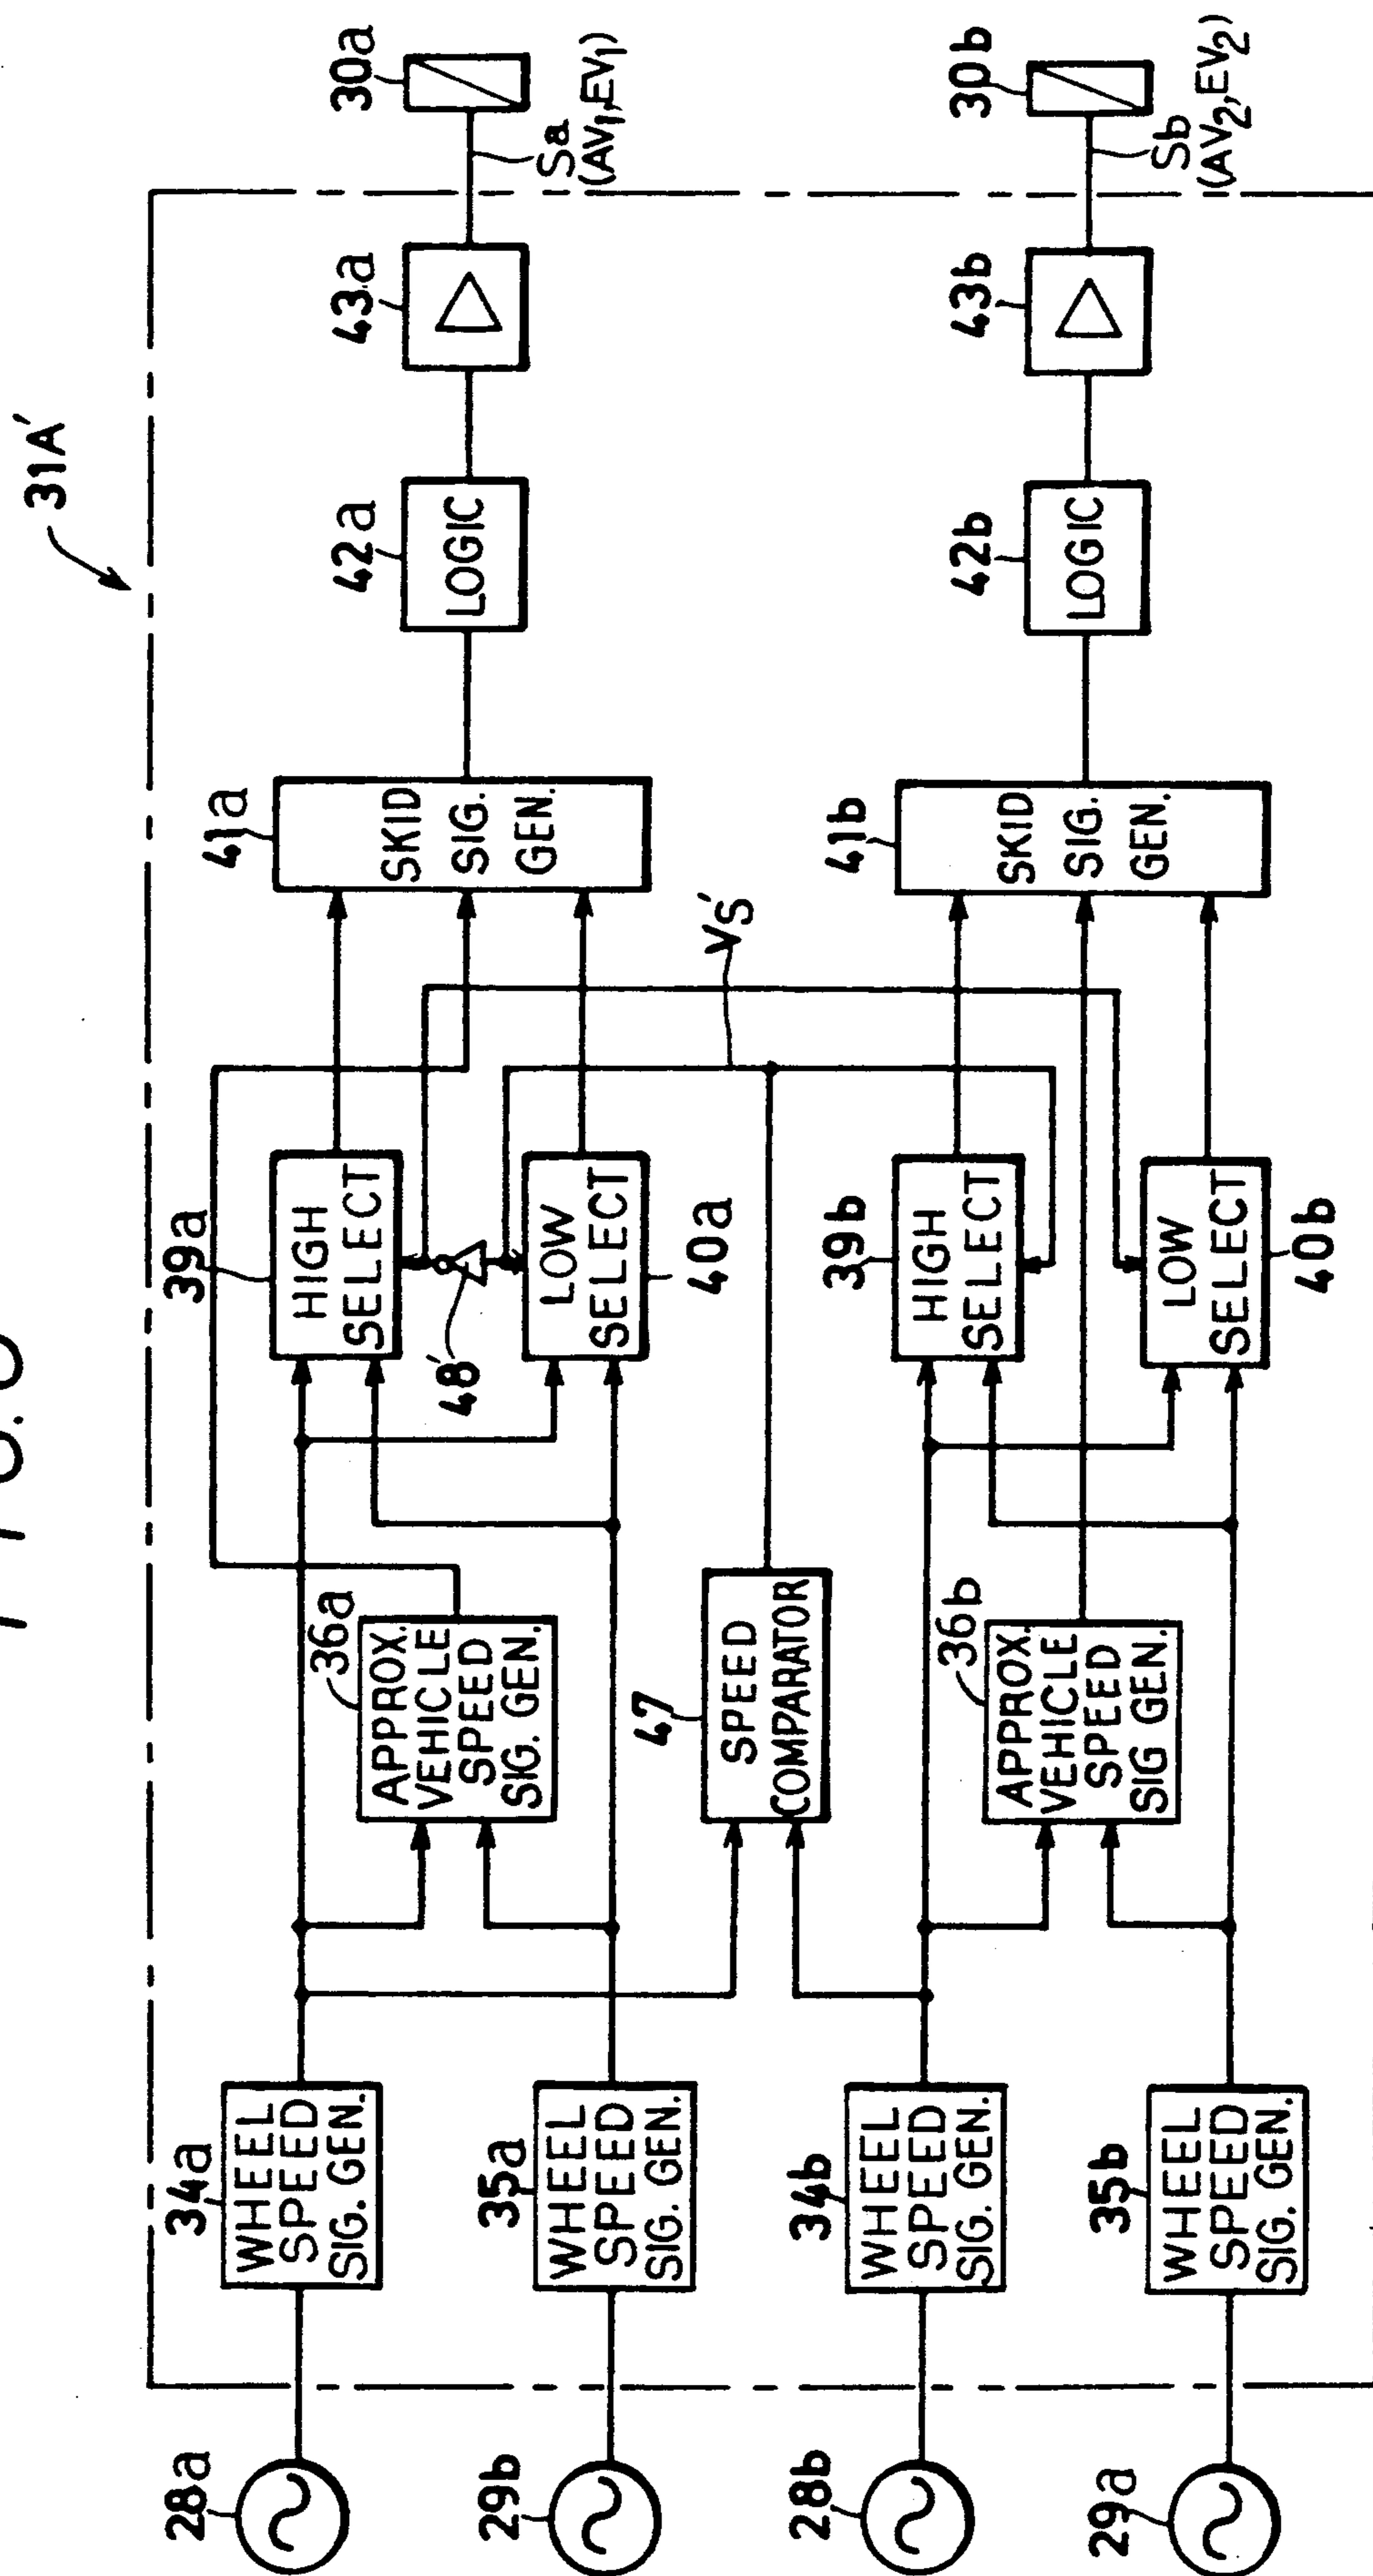 31A'
28a
29b
28b
29a
34a
WHEEL
SPEED
SIG. GEN.
35a
WHEEL
SPEED
SIG. GEN.
34b
WHEEL
SPEED
SIG. GEN.
35b
WHEEL
SPEED
SIG. GEN.
36a
APPROX.
VEHICLE
SPEED
SIG. GEN.
47
SPEED
COMPARATOR
36b
APPROX.
VEHICLE
SPEED
SIG GEN.
39a
HIGH
SELECT
48'
LOW
SELECT
40a
39b
HIGH
SELECT
LOW
SELECT
40b
Vs'
41a
SKID
SIG.
GEN.
41b
SKID
SIG.
GEN.
42a
LOGIC
42b
LOGIC
43a
43b
30a
Sa
(AV1,EV1)
30b
Sb
(AV2,EV2)